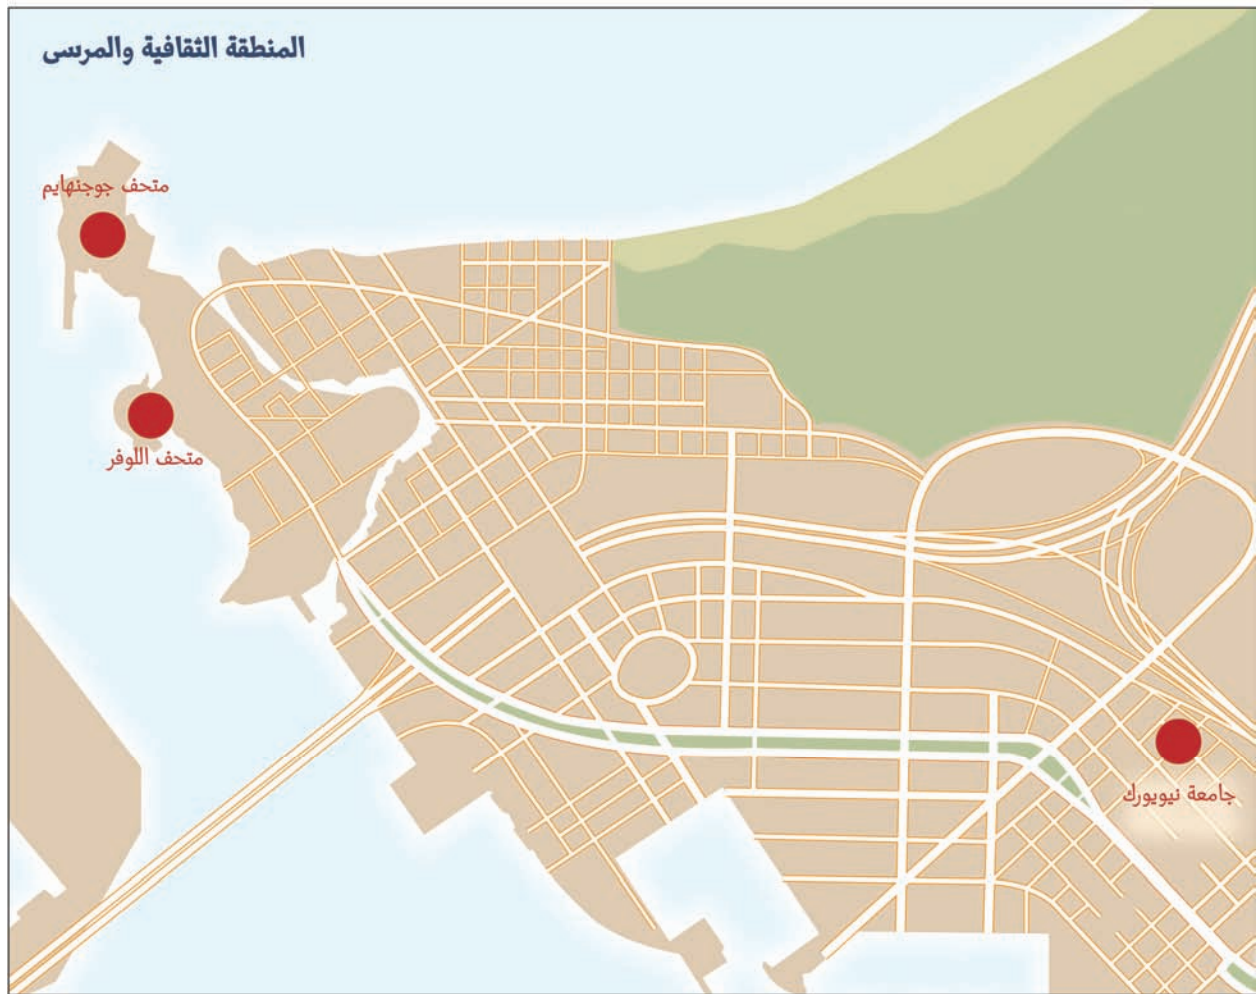 المنطقة الثقافية والمرسى
متحف جوجنهايم
متحف اللوفر
جامعة نيويورك